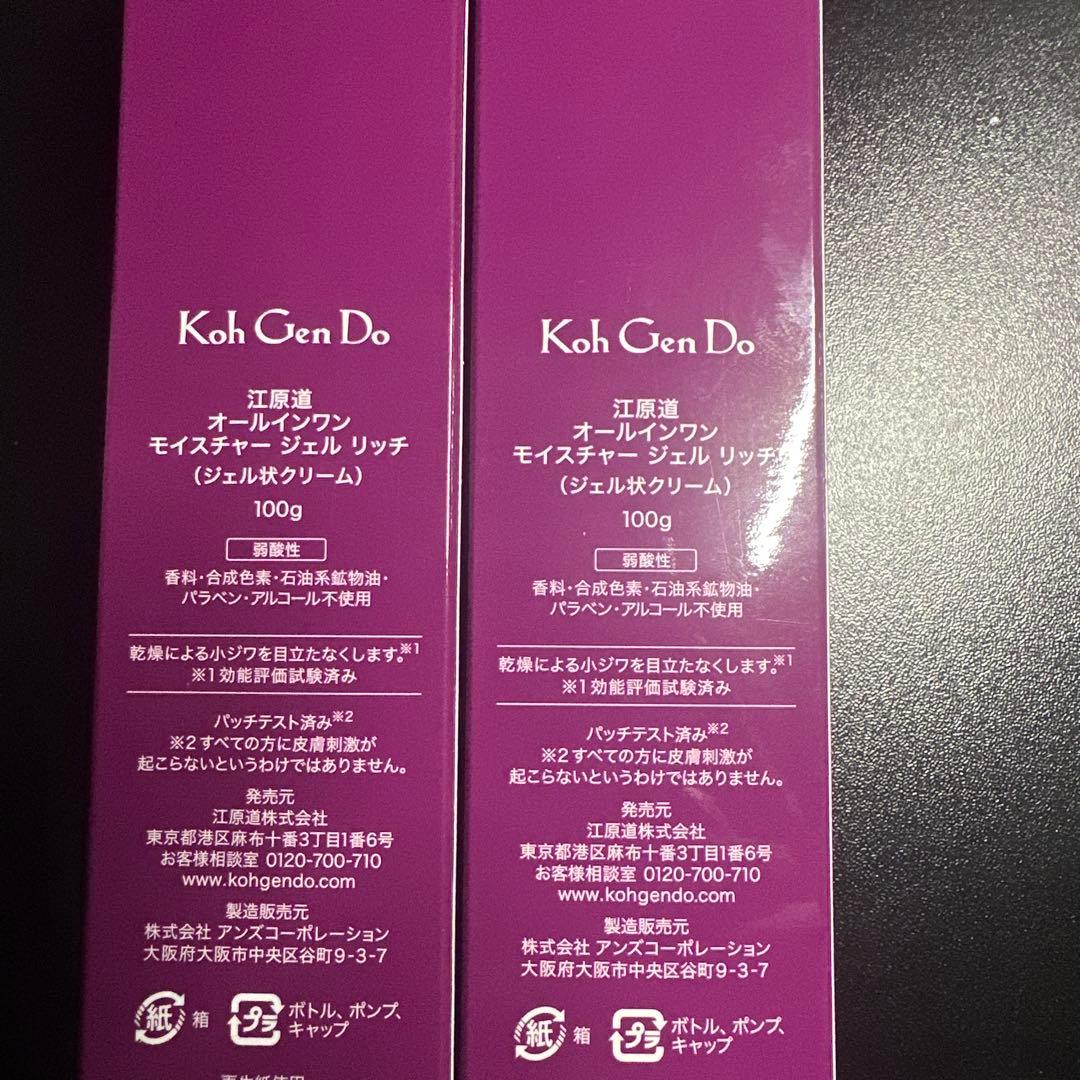 Koh Gen Do
江原道
オールインワン
モイスチャー ジェル リッチ
（ジェル状クリーム）
100g
弱酸性
香料・合成色素・石油系鉱物油・
パラベン・アルコール不使用
乾燥による小ジワを目立たなくします。※1
※1効能評価試験済み
パッチテスト済み※2
※2すべての方に皮膚刺激が
起こらないというわけではありません。
発売元
江原道株式会社
東京都港区麻布十番3丁目1番6号
お客様相談室 0120-700-710
www.kohgendo.com
製造販売元
株式会社 アンズコーポレーション
大阪府大阪市中央区谷町9-3-7
紙 箱
プラ ボトル、ポンプ、
キャップ
Koh Gen Do
江原道
オールインワン
モイスチャー ジェル リッチ
（ジェル状クリーム）
100g
弱酸性
香料・合成色素・石油系鉱物油・
パラベン・アルコール不使用
乾燥による小ジワを目立たなくします。※1
※1効能評価試験済み
パッチテスト済み※2
※2すべての方に皮膚刺激が
起こらないというわけではありません。
発売元
江原道株式会社
東京都港区麻布十番3丁目1番6号
お客様相談室 0120-700-710
www.kohgendo.com
製造販売元
株式会社 アンズコーポレーション
大阪府大阪市中央区谷町9-3-7
紙 箱
プラ ボトル、ポンプ、
キャップ